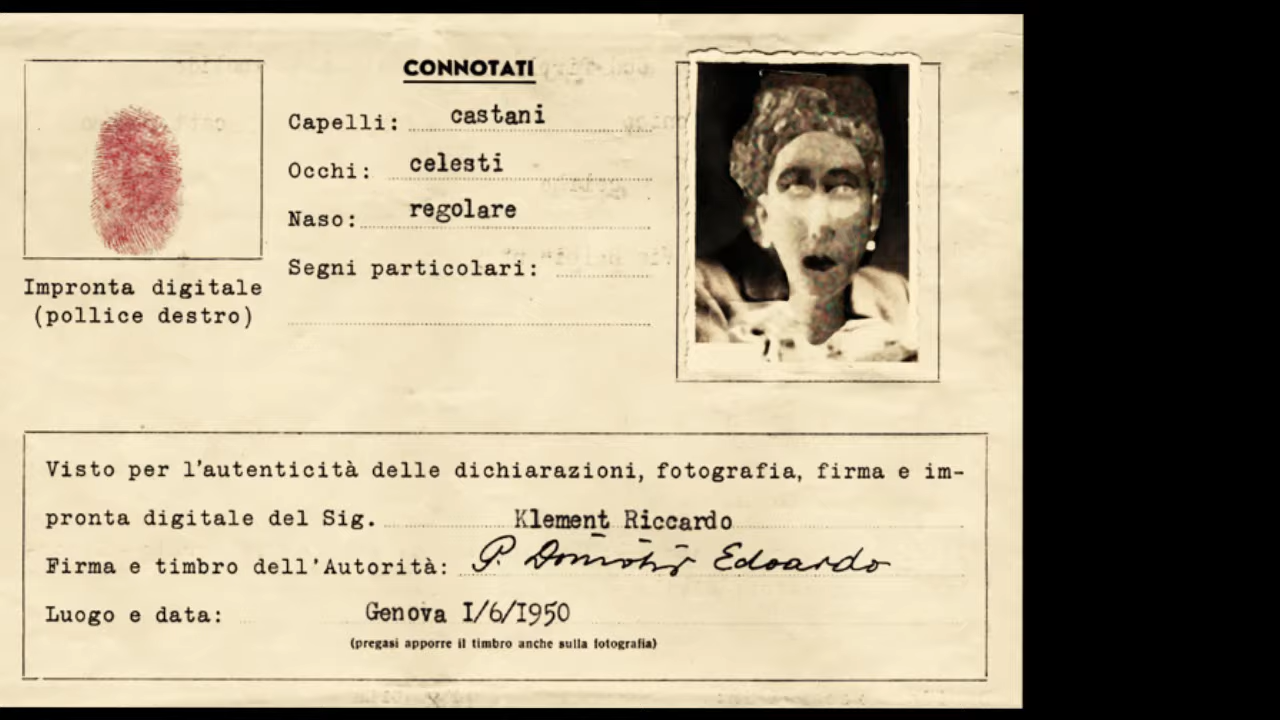 CONNOTATI
Capelli: castani
Occhi: celesti
Naso: regolare
Segni particolari:
Impronta digitale
(pollice destro)
Visto per l'autenticità delle dichiarazioni, fotografia, firma e im-
pronta digitale del Sig. Klement Riccardo
Firma e timbro dell'Autorità: P. Edoardo
Luogo e data: Genova I/6/1950
(pregasi apporre il timbro anche sulla fotografia)